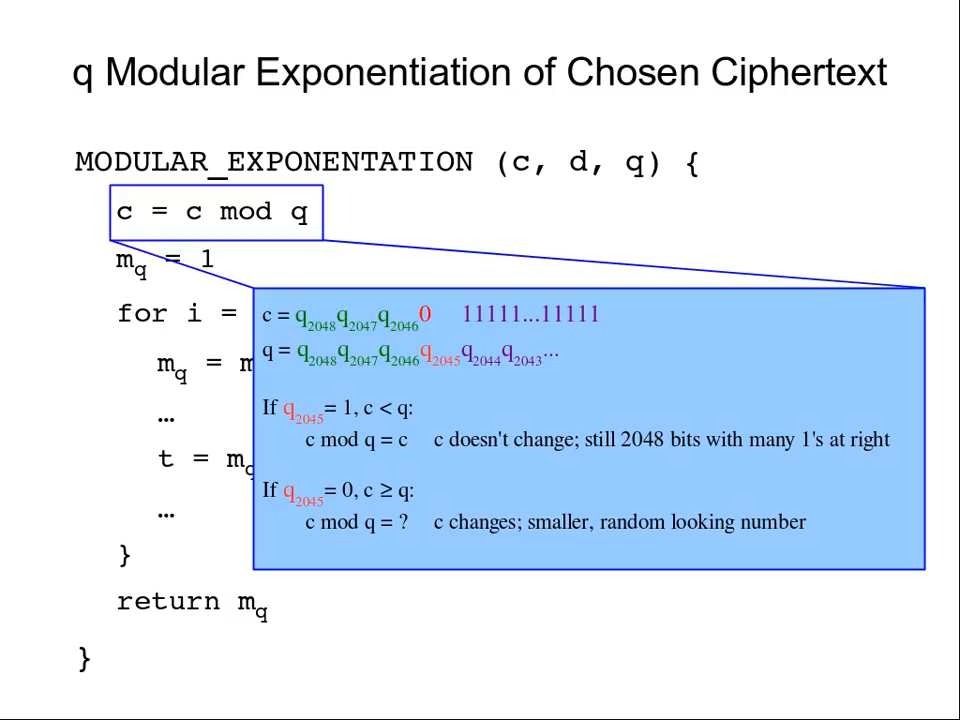 q Modular Exponentiation of Chosen Ciphertext
MODULAR_EXPONENTATION (c, d, q) {
c = c mod q
mq = 1
for i =
mq = m
…
t = mq
…
}
return mq
}
c = q2048q2047q20460 11111...11111
q = q2048q2047q2046q2045q2044q2043...
If q2045= 1, c < q:
c mod q = c c doesn't change; still 2048 bits with many 1's at right
If q2045= 0, c ≥ q:
c mod q = ? c changes; smaller, random looking number